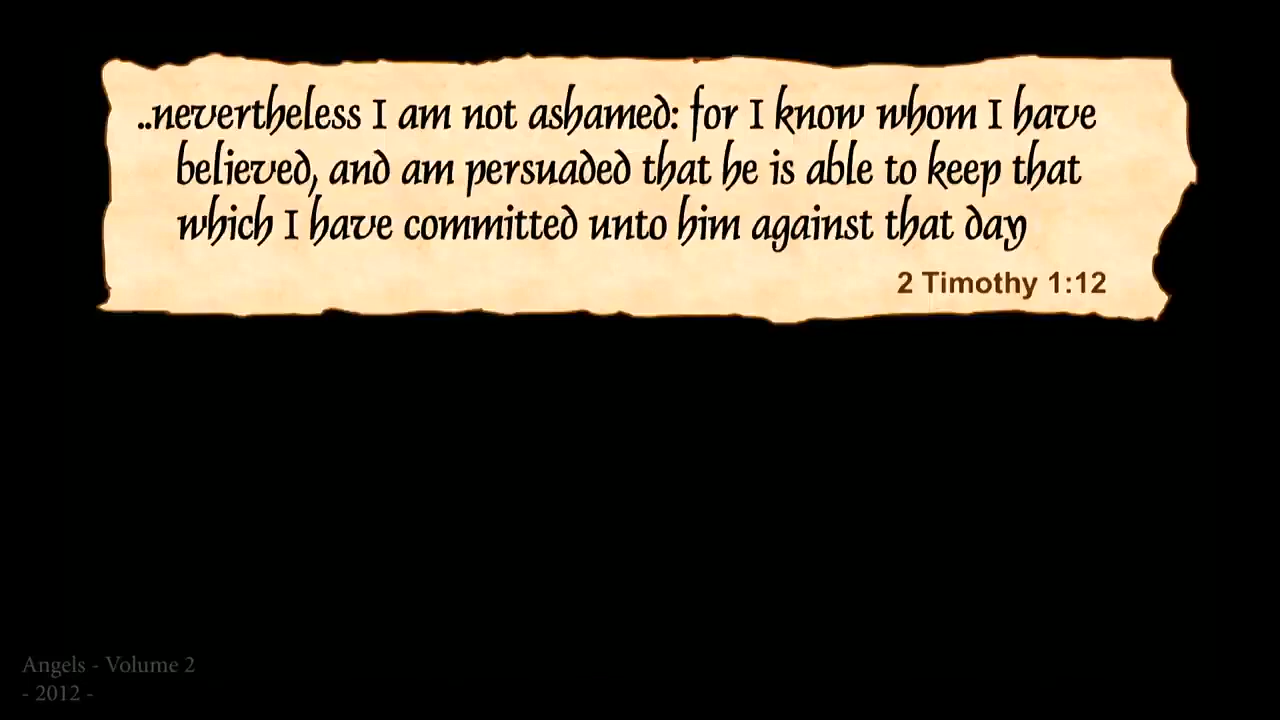 ..nevertheless I am not ashamed: for I know whom I have
believed, and am persuaded that he is able to keep that
which I have committed unto him against that day
2 Timothy 1:12
Angels - Volume 2
- 2012 -